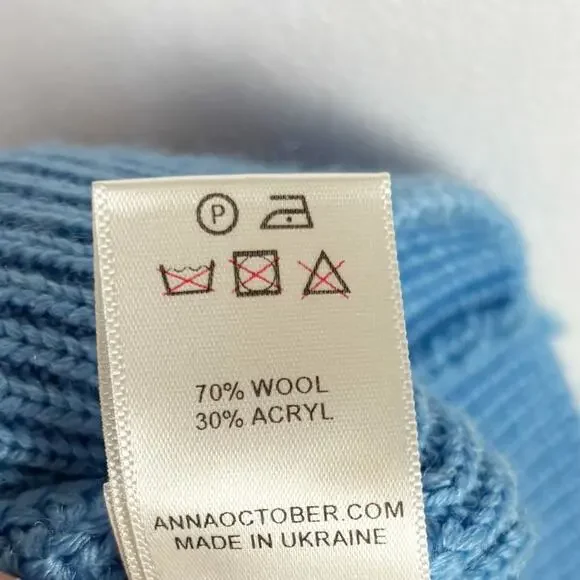 P
70% WOOL
30% ACRYL
ANNAOCTOBER.COM
MADE IN UKRAINE